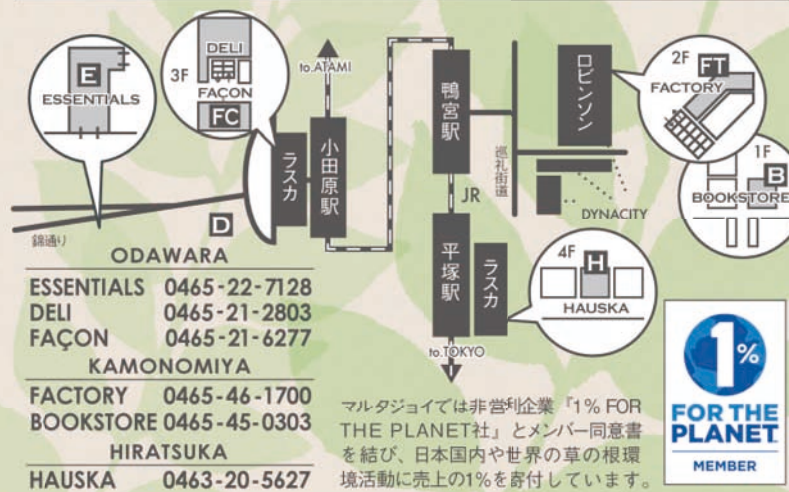 E
ESSENTIALS
3F
DELI
FAÇON
FC
to.ATAMI
ラスカ
小田原駅
錦通り
D
鴨宮駅
JR
平塚駅
ラスカ
to.TOKYO
巡礼街道
ロビンソン
DYNACITY
2F
FT
FACTORY
1F
B
BOOKSTORE
4F
H
HAUSKA
ODAWARA
ESSENTIALS 0465-22-7128
DELI 0465-21-2803
FAÇON 0465-21-6277
KAMONOMIYA
FACTORY 0465-46-1700
BOOKSTORE 0465-45-0303
HIRATSUKA
HAUSKA 0463-20-5627
マルタジョイでは非営利企業『1% FOR
THE PLANET社』とメンバー同意書
を結び、日本国内や世界の草の根環
境活動に売上の1%を寄付しています。
1%
FOR THE
PLANET
MEMBER